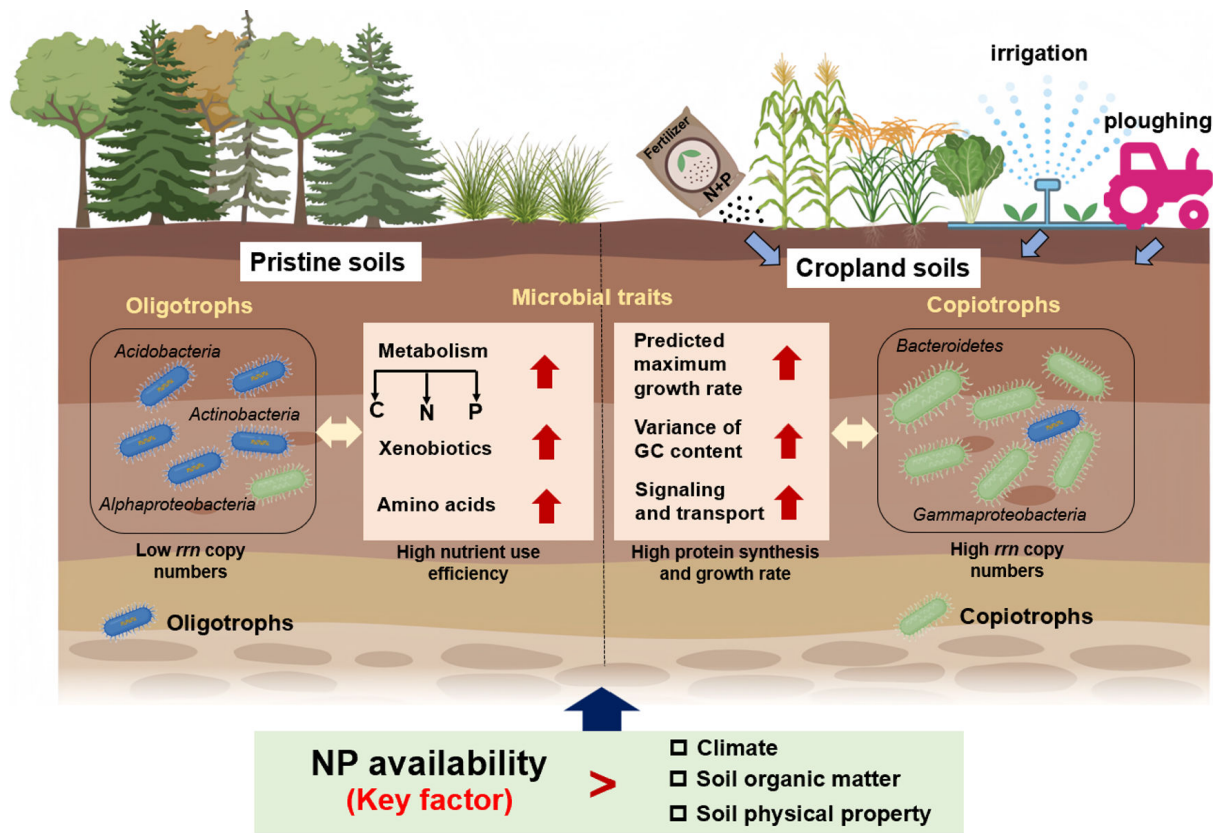 irrigation
ploughing
Fertilizer
N+P
Pristine soils
Cropland soils
Microbial traits
Oligotrophs
Copiotrophs
Acidobacteria
Actinobacteria
Alphaproteobacteria
Low rrn copy
numbers
Metabolism
C N P
Xenobiotics
Amino acids
High nutrient use
efficiency
Predicted
maximum
growth rate
Variance of
GC content
Signaling
and transport
High protein synthesis
and growth rate
Bacteroidetes
Gammaproteobacteria
High rrn copy
numbers
Oligotrophs
Copiotrophs
NP availability
(Key factor)
>
Climate
Soil organic matter
Soil physical property